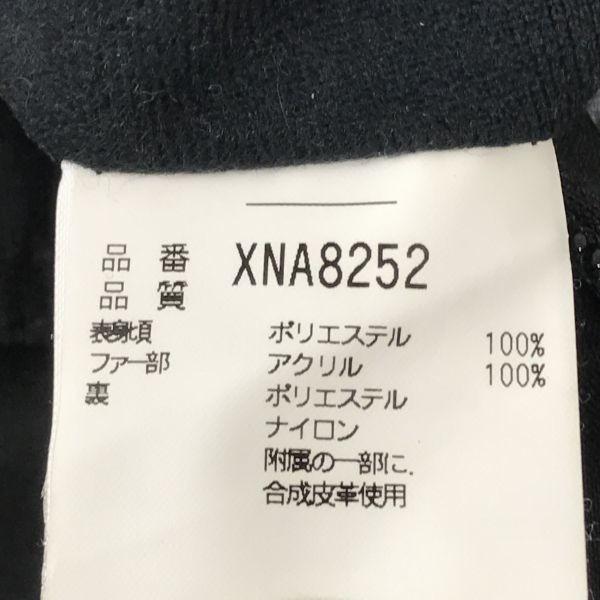 品番 XNA8252
品質
表身頃 ポリエステル 100%
ファー部 アクリル 100%
裏 ポリエステル
ナイロン
附属の一部に.
合成皮革使用